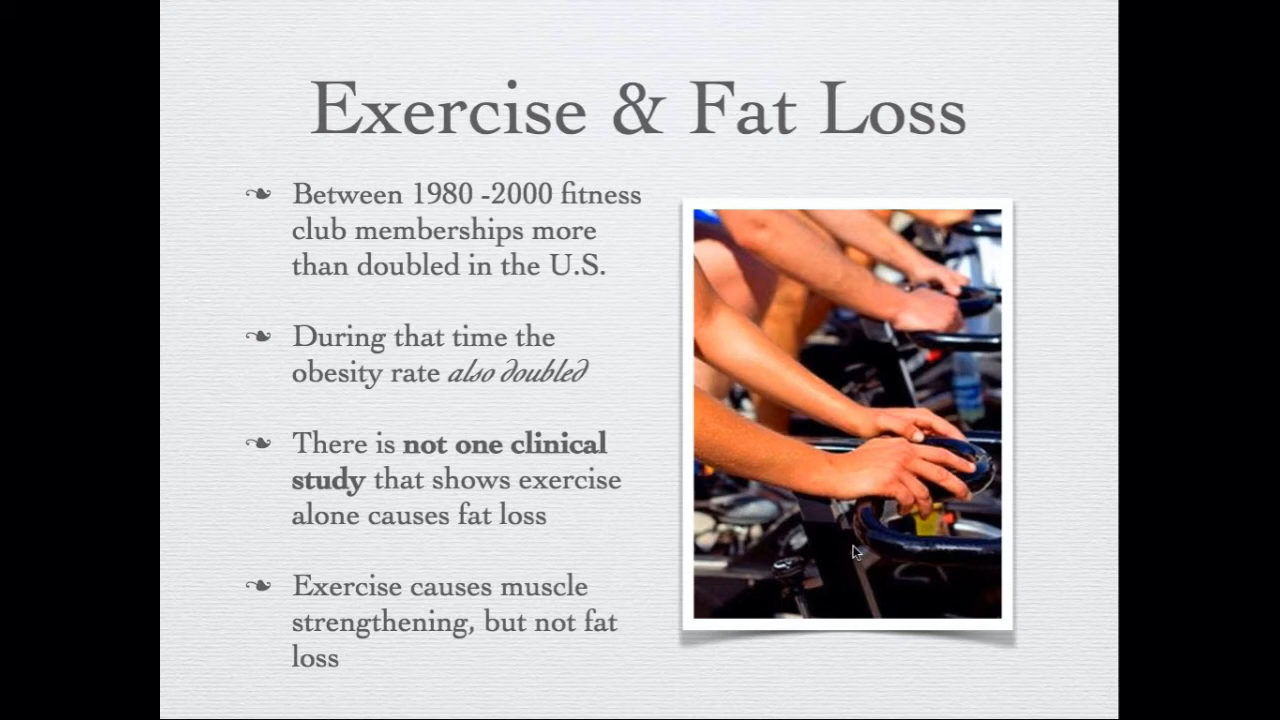 Exercise & Fat Loss
Between 1980 -2000 fitness
club memberships more
than doubled in the U.S.
During that time the
obesity rate also doubled
There is not one clinical
study that shows exercise
alone causes fat loss
Exercise causes muscle
strengthening, but not fat
loss